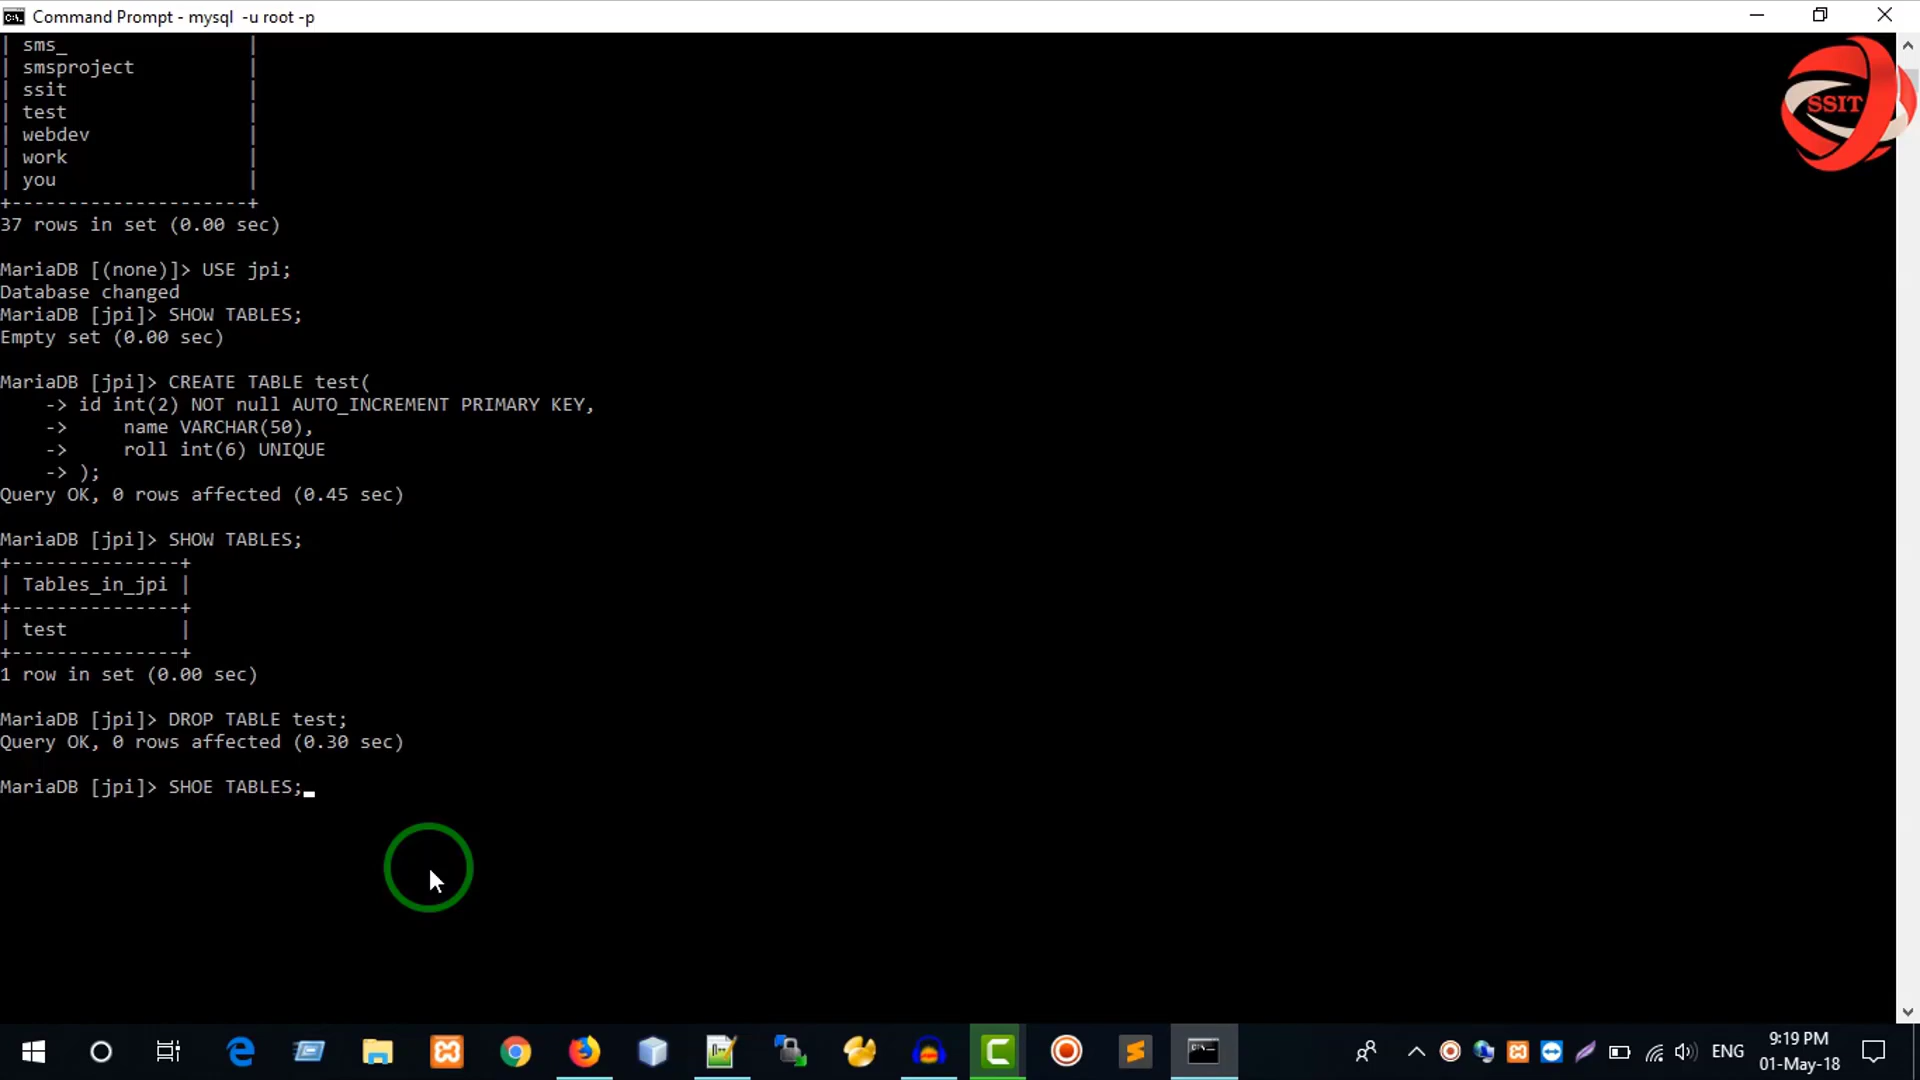 Command Prompt - mysql  -u root -p
| sms_                |
| smsproject          |
| ssit                |
| test                |
| webdev              |
| work                |
| you                 |
+---------------------+
37 rows in set (0.00 sec)
MariaDB [(none)]> USE jpi;
Database changed
MariaDB [jpi]> SHOW TABLES;
Empty set (0.00 sec)
MariaDB [jpi]> CREATE TABLE test(
    -> id int(2) NOT null AUTO_INCREMENT PRIMARY KEY,
    ->     name VARCHAR(50),
    ->     roll int(6) UNIQUE
    -> );
Query OK, 0 rows affected (0.45 sec)
MariaDB [jpi]> SHOW TABLES;
+---------------+
| Tables_in_jpi |
+---------------+
| test          |
+---------------+
1 row in set (0.00 sec)
MariaDB [jpi]> DROP TABLE test;
Query OK, 0 rows affected (0.30 sec)
MariaDB [jpi]> SHOE TABLES;
SSIT
ENG
9:19 PM
01-May-18